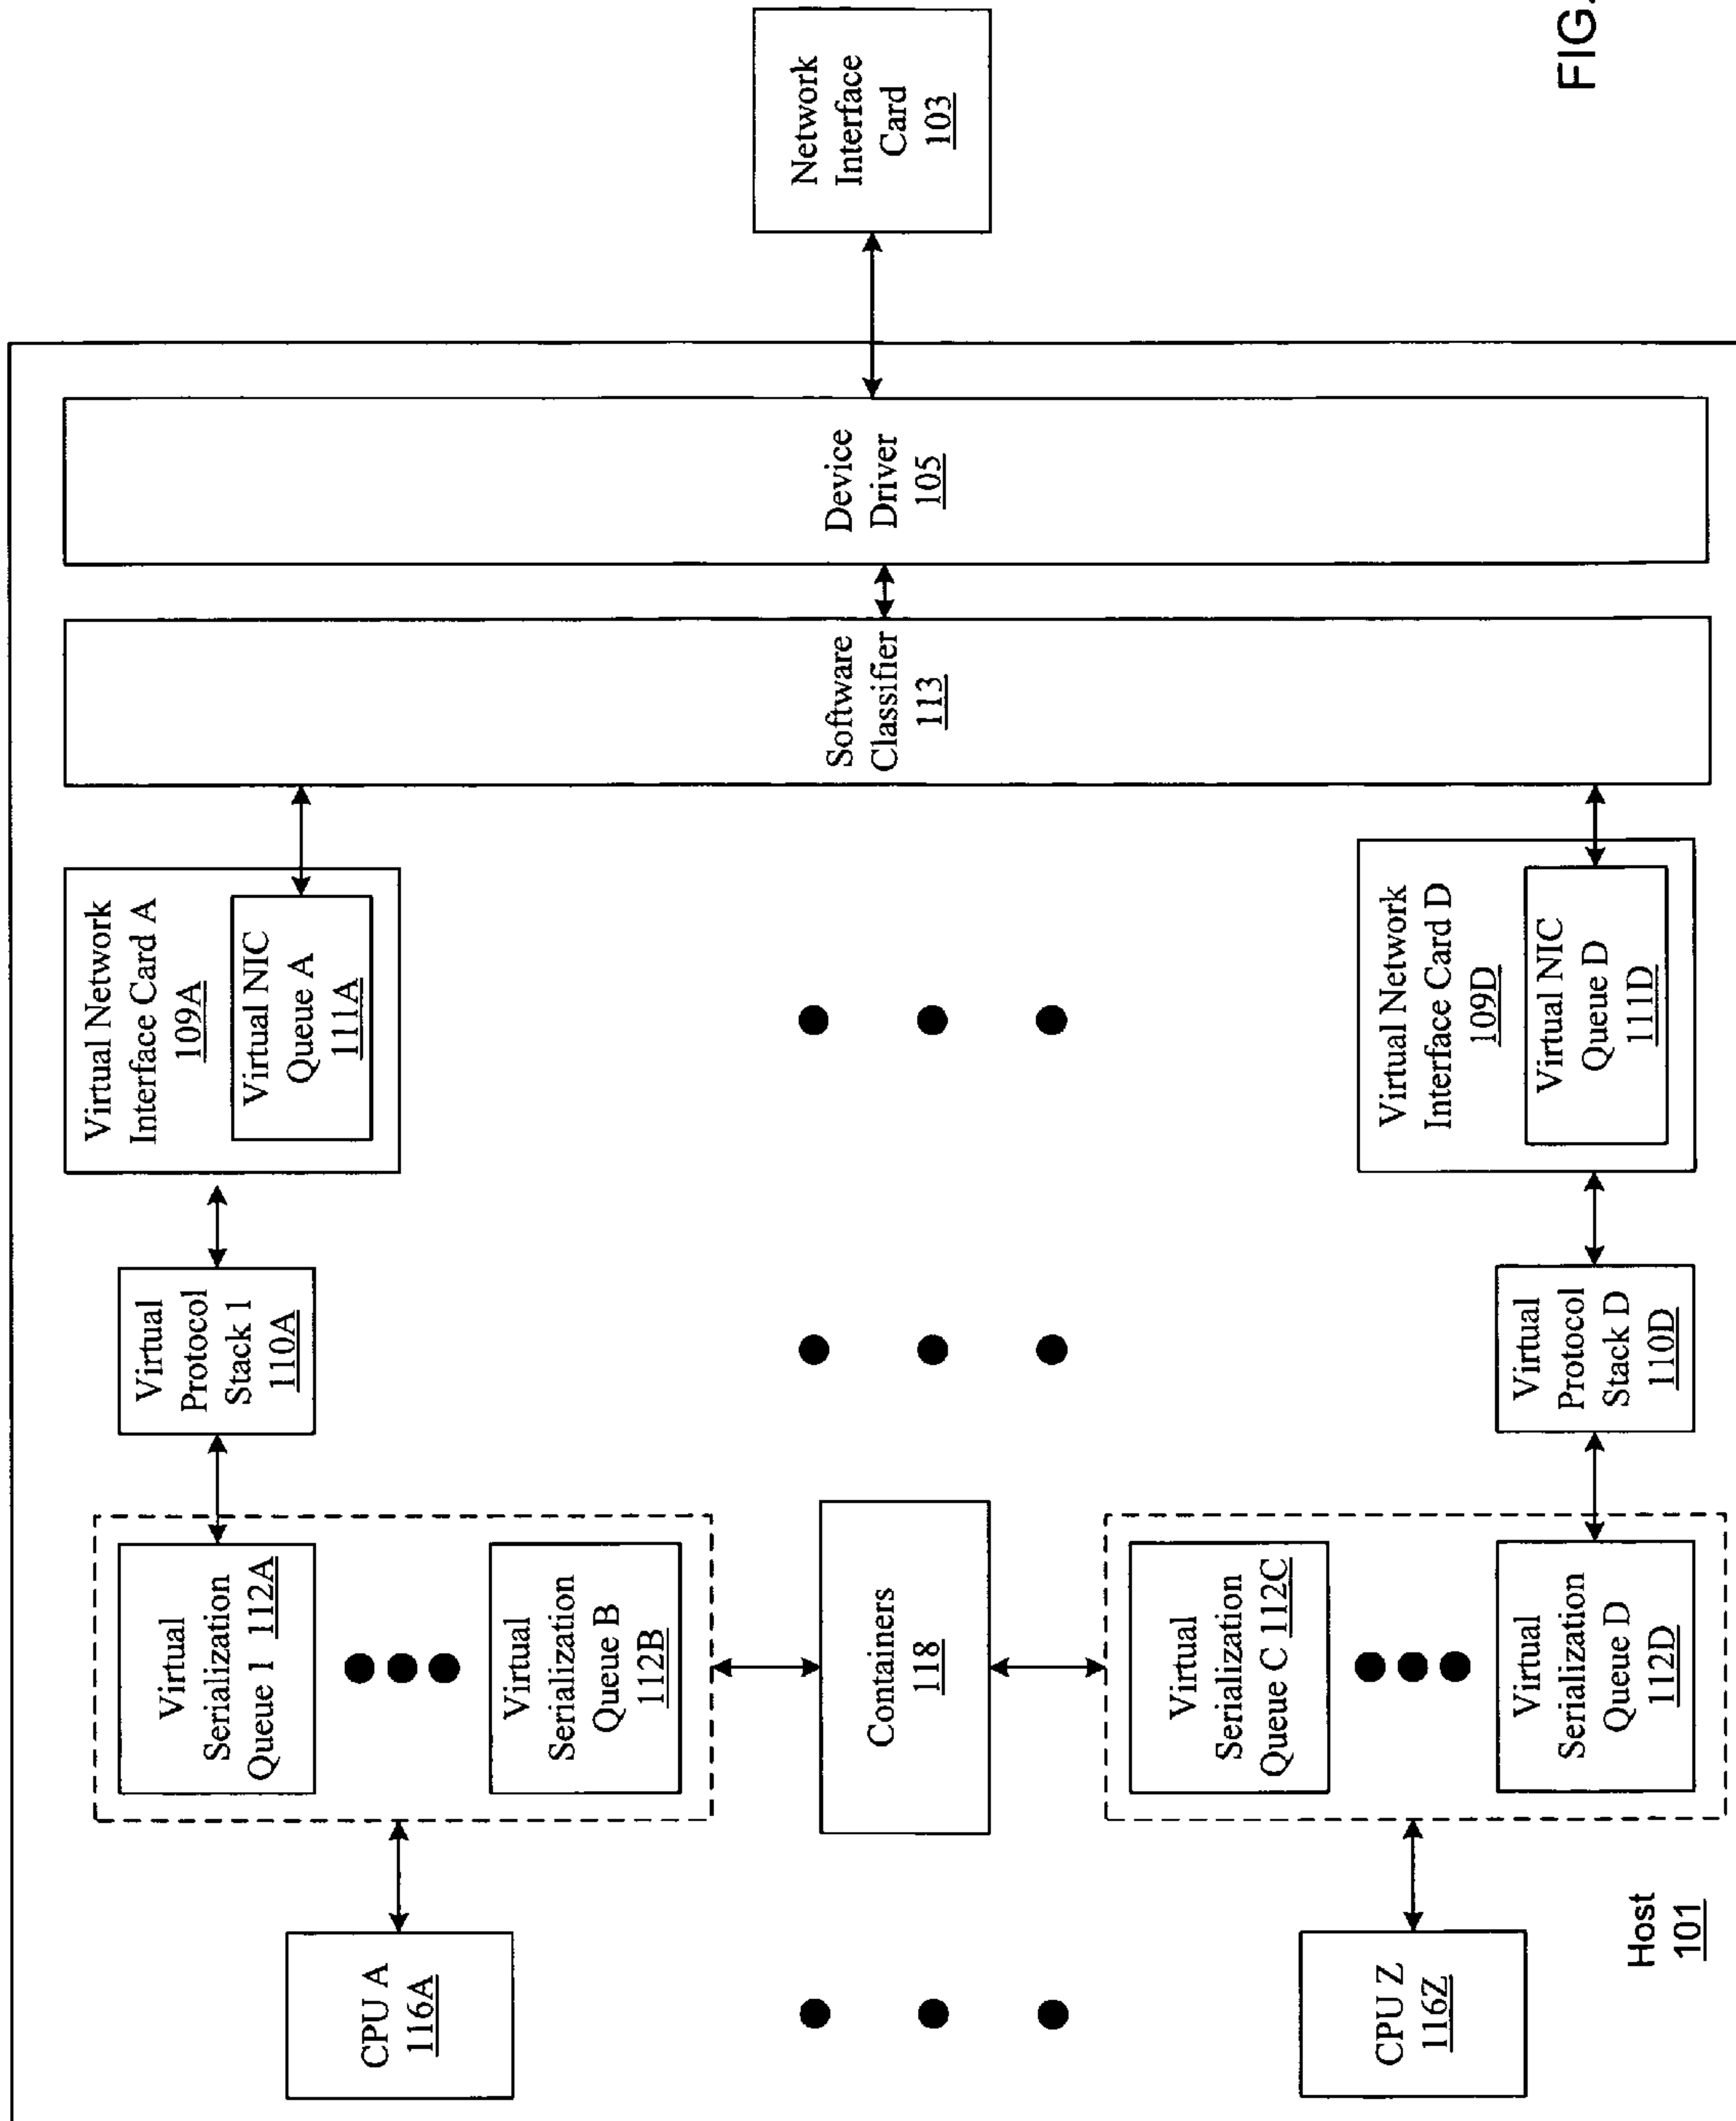 Host
101
CPU A
116A
CPU Z
116Z
Virtual
Serialization
Queue 1 112A
Virtual
Serialization
Queue B
112B
Containers
118
Virtual
Serialization
Queue C 112C
Virtual
Serialization
Queue D
112D
Virtual
Protocol
Stack 1
110A
Virtual
Protocol
Stack D
110D
Virtual Network
Interface Card A
109A
Virtual NIC
Queue A
111A
Virtual Network
Interface Card D
109D
Virtual NIC
Queue D
111D
Software
Classifier
113
Device
Driver
105
Network
Interface
Card
103
FIG.